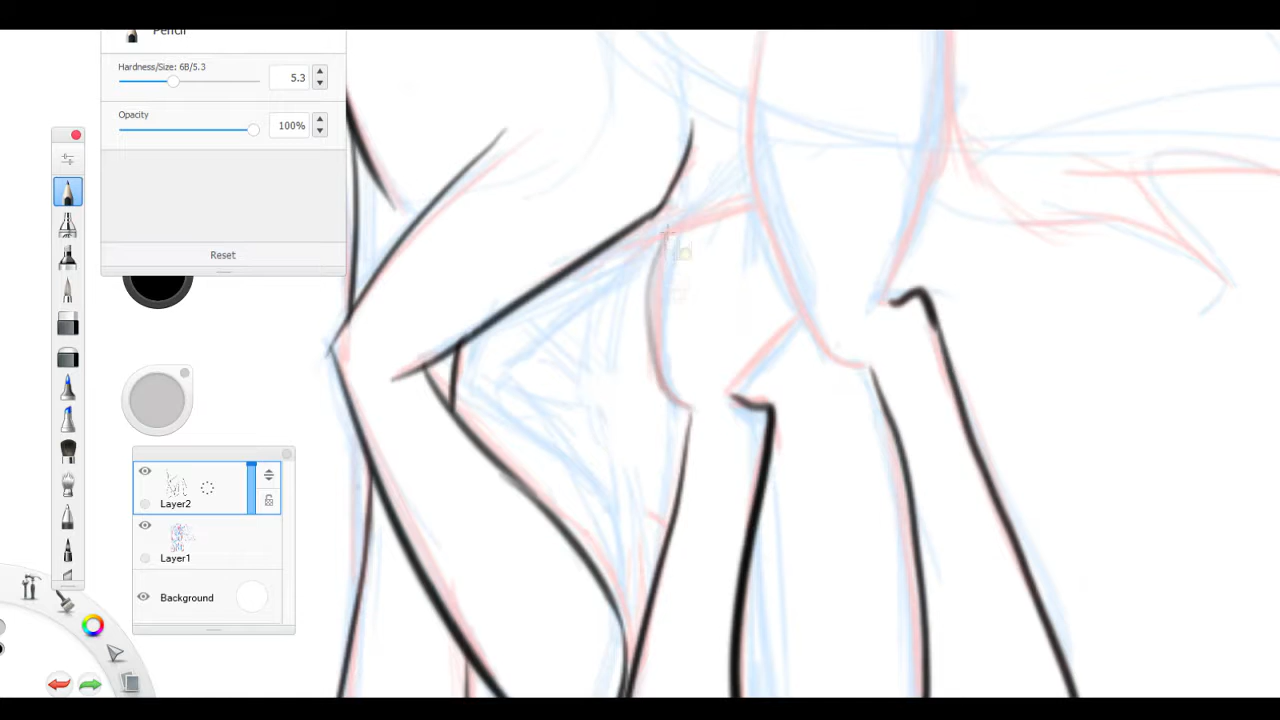 Pencil
Hardness/Size: 6B/5.3
5.3
Opacity
100%
Reset
Layer2
Layer1
Background